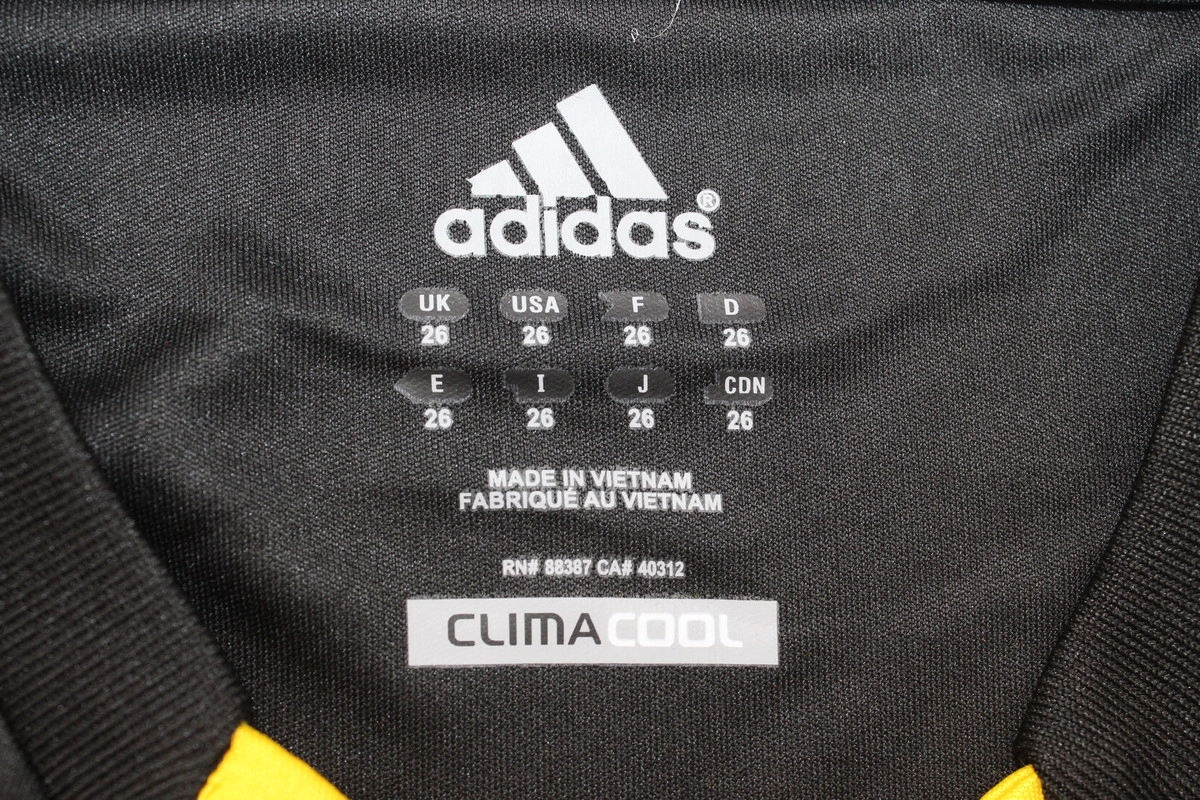 adidas®
UK USA F D
26 26 26 26
E I J CDN
26 26 26 26
MADE IN VIETNAM
FABRIQUÉ AU VIETNAM
RN# 88387 CA# 40312
CLIMACOOL